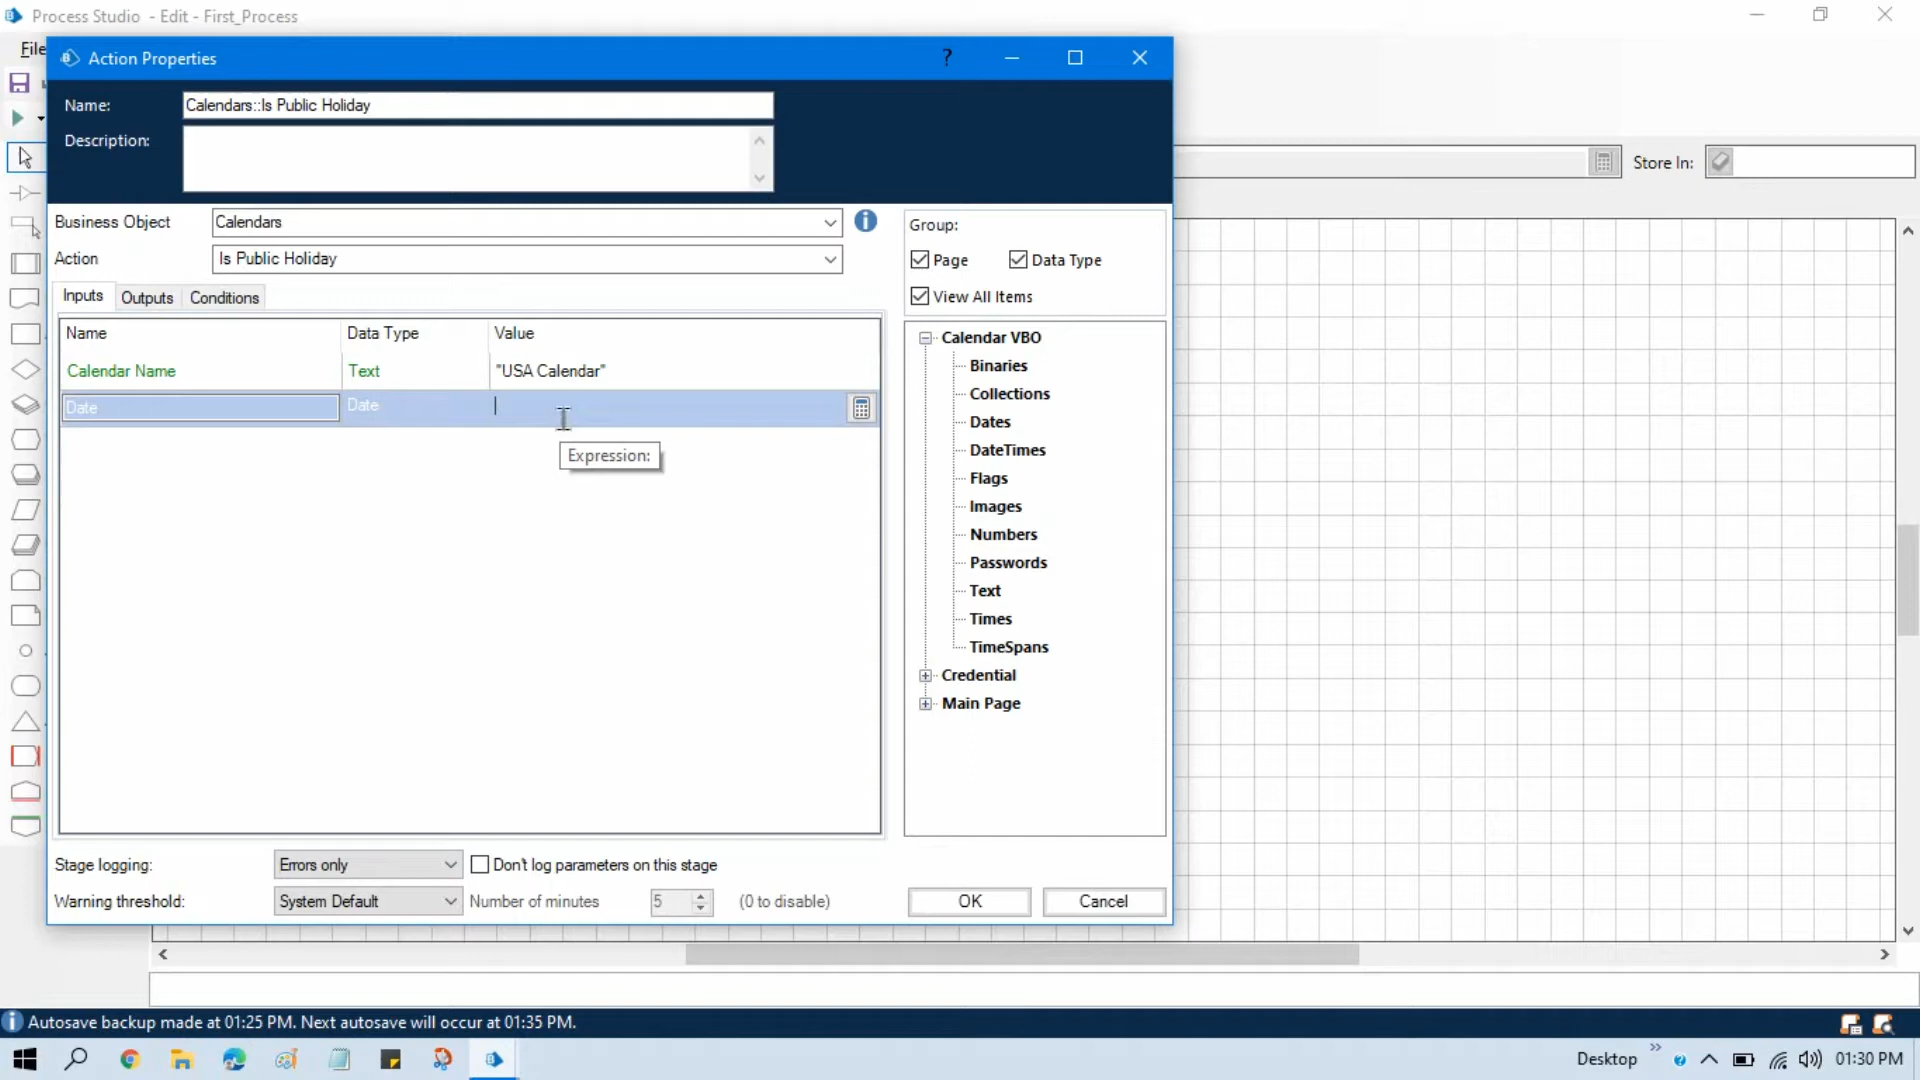 Process Studio - Edit - First_Process
File
Action Properties
?
Name:
Calendars::Is Public Holiday
Description:
Store In:
Business Object
Calendars
Group:
Action
Is Public Holiday
Page
Data Type
Inputs
Outputs
Conditions
View All Items
Name
Data Type
Value
Calendar Name
Text
"USA Calendar"
Date
Date
Expression:
Calendar VBO
Binaries
Collections
Dates
DateTimes
Flags
Images
Numbers
Passwords
Text
Times
TimeSpans
Credential
Main Page
Stage logging:
Errors only
Don't log parameters on this stage
Warning threshold:
System Default
Number of minutes
5
(0 to disable)
OK
Cancel
Autosave backup made at 01:25 PM. Next autosave will occur at 01:35 PM.
Desktop
01:30 PM